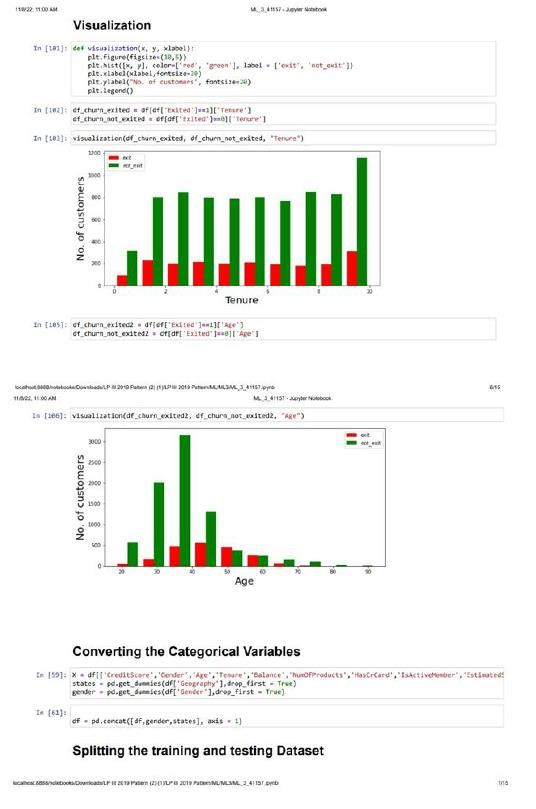 11/8/22, 11:00 AM ML_3_41157 - Jupyter Notebook
Visualization
In [101]: def visualization(x, y, xlabel):
plt.figure(figsize=(10,5))
plt.hist([x, y], color=['red', 'green'], label = ['exit', 'not_exit'])
plt.xlabel(xlabel,fontsize=20)
plt.ylabel("No. of customers", fontsize=20)
plt.legend()
In [102]: df_churn_exited = df[df['Exited']==1]['Tenure']
df_churn_not_exited = df[df['Exited']==0]['Tenure']
In [103]: visualization(df_churn_exited, df_churn_not_exited, "Tenure")
exit
not_exit
1200
1000
800
600
400
200
0
No. of customers
0 2 4 6 8 10
Tenure
In [105]: df_churn_exited2 = df[df['Exited']==1]['Age']
df_churn_not_exited2 = df[df['Exited']==0]['Age']
localhost:8888/notebooks/Downloads/LP III 2019 Pattern (2) (1)/LP III 2019 Pattern/ML/ML3/ML_3_41157.ipynb 6/15
11/8/22, 11:00 AM ML_3_41157 - Jupyter Notebook
In [106]: visualization(df_churn_exited2, df_churn_not_exited2, "Age")
exit
not_exit
3000
2500
2000
1500
1000
500
0
No. of customers
20 30 40 50 60 70 80 90
Age
Converting the Categorical Variables
In [59]: X = df[['CreditScore','Gender','Age','Tenure','Balance','NumOfProducts','HasCrCard','IsActiveMember','EstimatedS
states = pd.get_dummies(df['Geography'],drop_first = True)
gender = pd.get_dummies(df['Gender'],drop_first = True)
In [61]:
df = pd.concat([df,gender,states], axis = 1)
Splitting the training and testing Dataset
localhost:8888/notebooks/Downloads/LP III 2019 Pattern (2) (1)/LP III 2019 Pattern/ML/ML3/ML_3_41157.ipynb 7/15